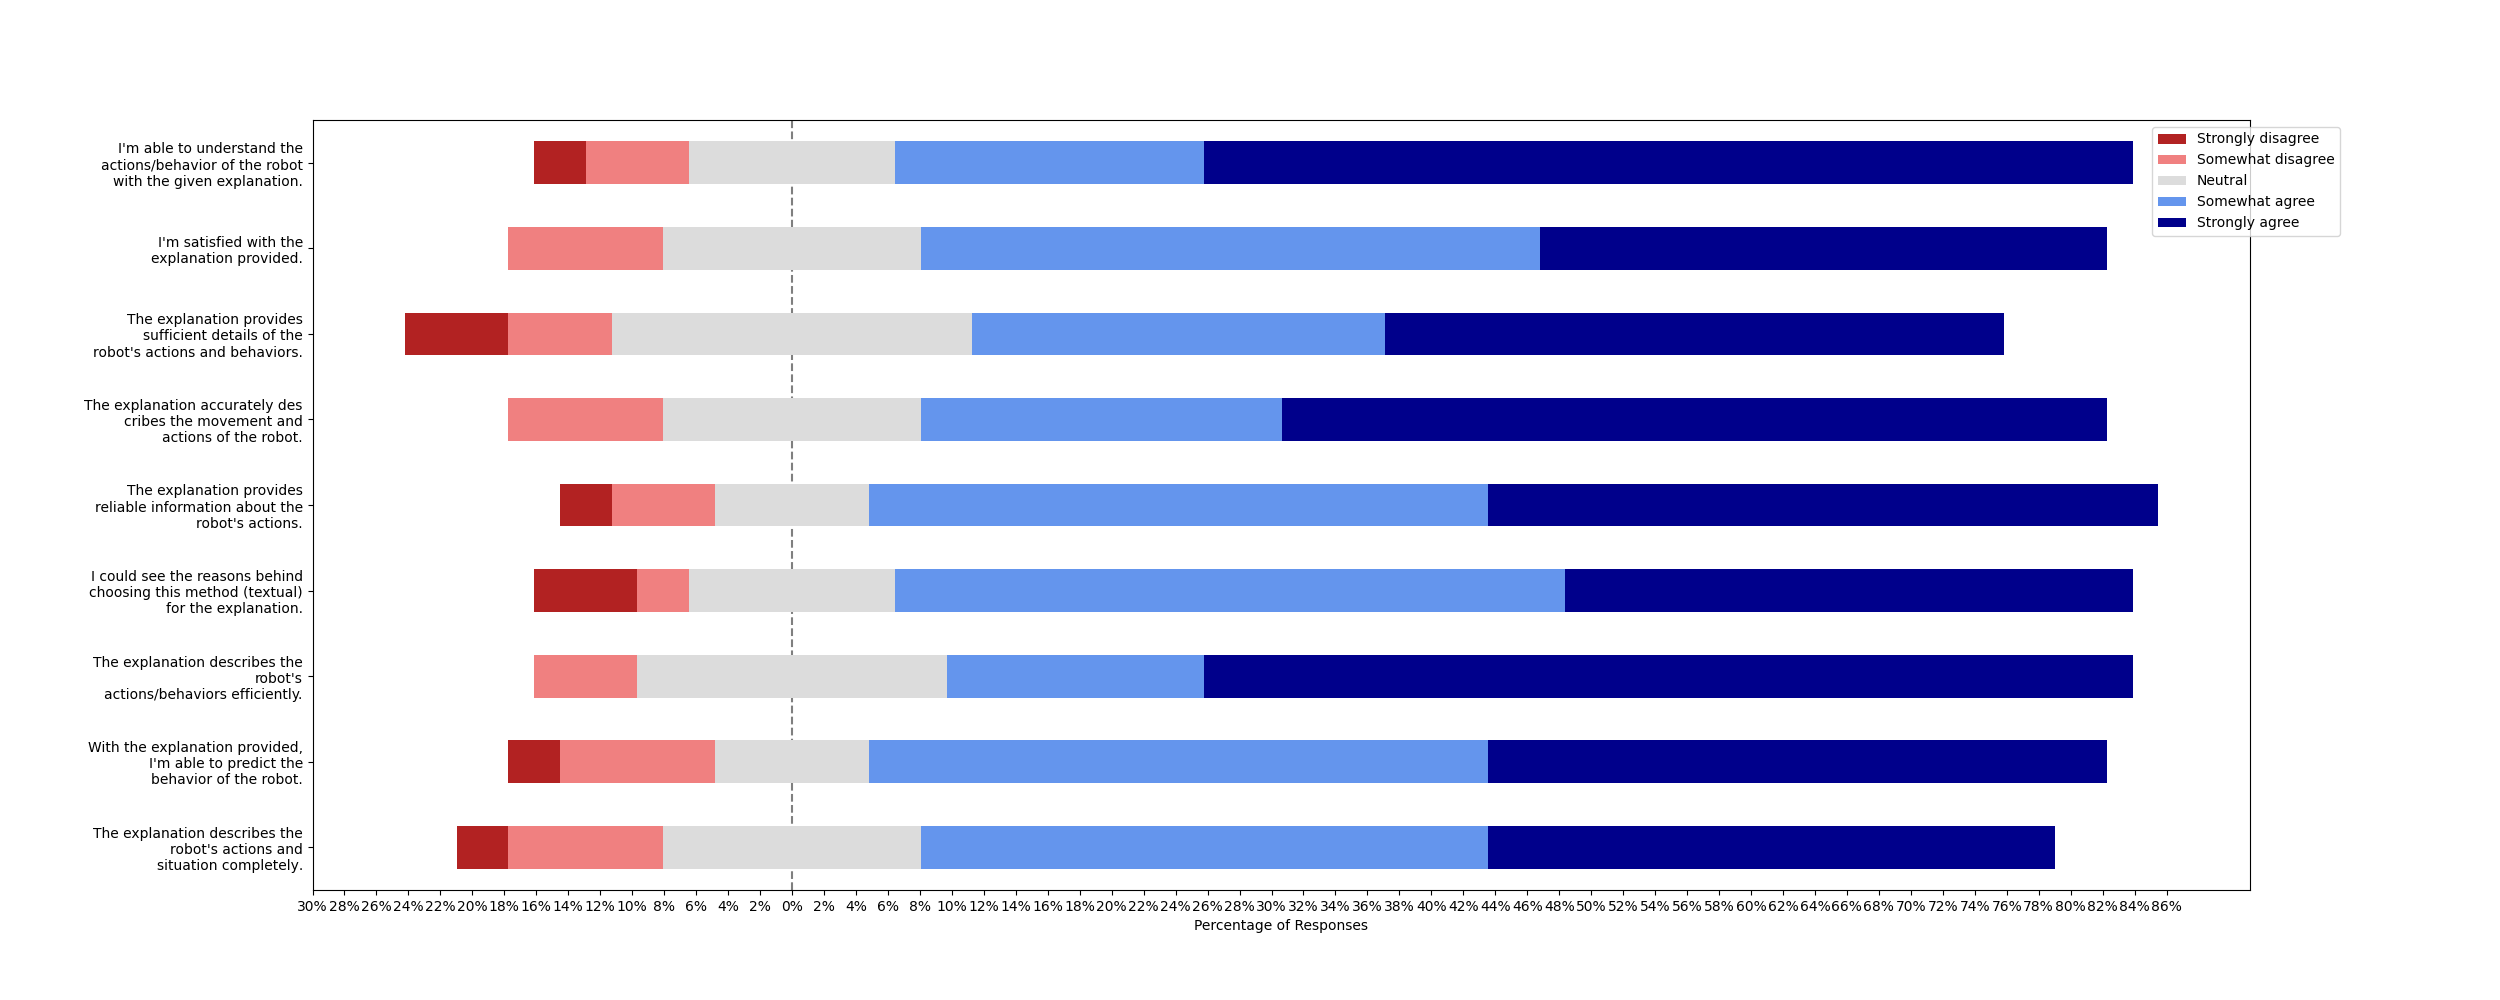 I'm able to understand the
actions/behavior of the robot
with the given explanation.
I'm satisfied with the
explanation provided.
The explanation provides
sufficient details of the
robot's actions and behaviors.
The explanation accurately des
cribes the movement and
actions of the robot.
The explanation provides
reliable information about the
robot's actions.
I could see the reasons behind
choosing this method (textual)
for the explanation.
The explanation describes the
robot's
actions/behaviors efficiently.
With the explanation provided,
I'm able to predict the
behavior of the robot.
The explanation describes the
robot's actions and
situation completely.
Strongly disagree
Somewhat disagree
Neutral
Somewhat agree
Strongly agree
30% 28% 26% 24% 22% 20% 18% 16% 14% 12% 10% 8% 6% 4% 2% 0% 2% 4% 6% 8% 10% 12% 14% 16% 18% 20% 22% 24% 26% 28% 30% 32% 34% 36% 38% 40% 42% 44% 46% 48% 50% 52% 54% 56% 58% 60% 62% 64% 66% 68% 70% 72% 74% 76% 78% 80% 82% 84% 86%
Percentage of Responses